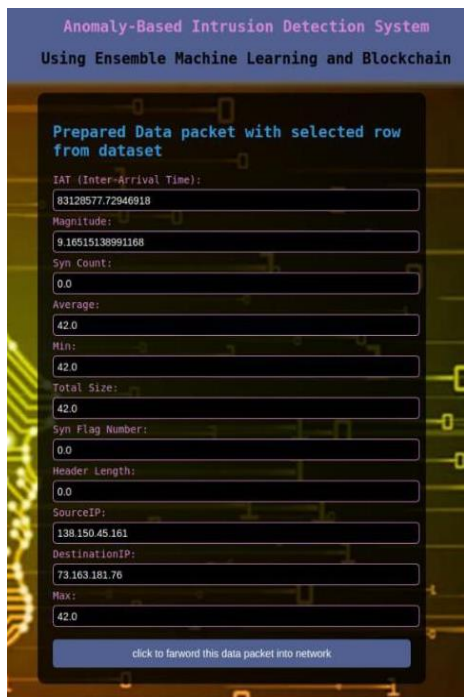 Anomaly-Based Intrusion Detection System
Using Ensemble Machine Learning and Blockchain
Prepared Data packet with selected row
from dataset
IAT (Inter-Arrival Time):
83128577.72946918
Magnitude:
9.16515138991168
Syn Count:
0.0
Average:
42.0
Min:
42.0
Total Size:
42.0
Syn Flag Number:
0.0
Header Length:
0.0
SourceIP:
138.150.45.161
DestinationIP:
73.163.181.76
Max:
42.0
click to farword this data packet into network